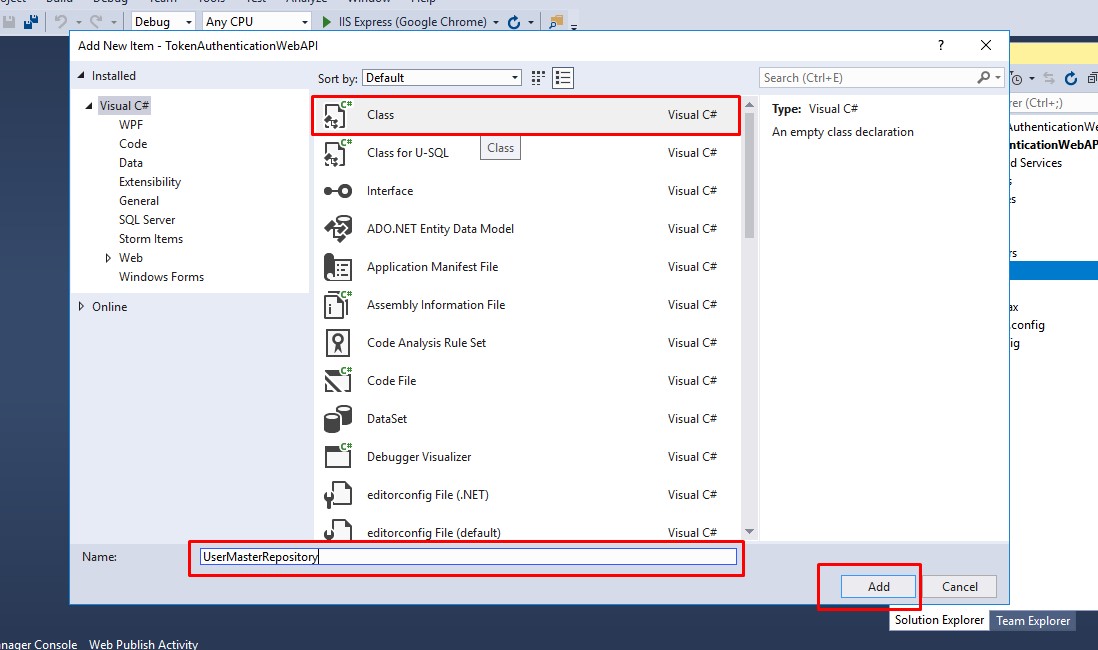 Debug
Any CPU
IIS Express (Google Chrome)
Add New Item - TokenAuthenticationWebAPI
?
Installed
Sort by: Default
Search (Ctrl+E)
Visual C#
WPF
Code
Data
Extensibility
General
SQL Server
Storm Items
Web
Windows Forms
Online
Class Visual C#
Class for U-SQL Visual C#
Class
Interface Visual C#
ADO.NET Entity Data Model Visual C#
Application Manifest File Visual C#
Assembly Information File Visual C#
Code Analysis Rule Set Visual C#
Code File Visual C#
DataSet Visual C#
Debugger Visualizer Visual C#
editorconfig File (.NET) Visual C#
editorconfig File (default) Visual C#
Type: Visual C#
An empty class declaration
rer (Ctrl+;)
AuthenticationWe
nticationWebAP
d Services
s
es
rs
ax
config
ig
Name: UserMasterRepository
Add Cancel
Solution Explorer Team Explorer
nager Console Web Publish Activity